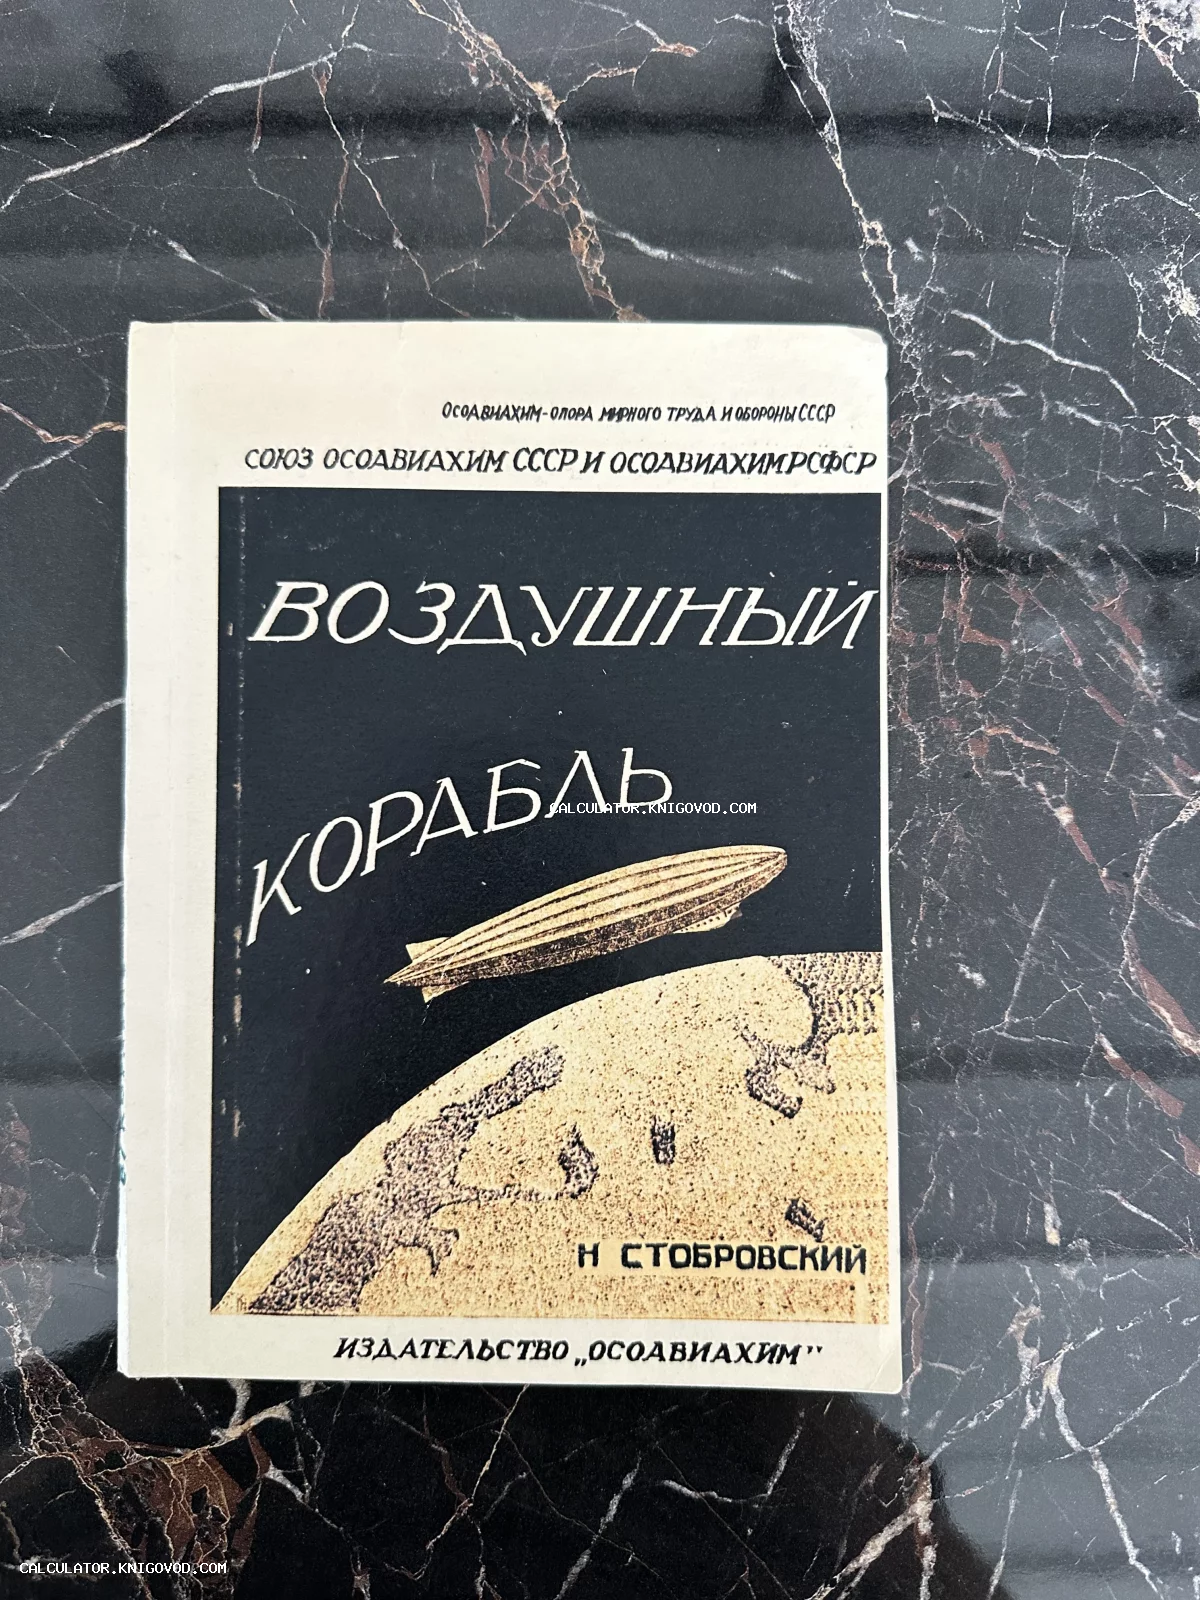 Осоавиахим-опора мирного труда и обороны СССР
СОЮЗ ОСОАВИАХИМ СССР И ОСОАВИАХИМ РСФСР
ВОЗДУШНЫЙ
КОРАБЛЬ
CALCULATOR.KNIGOVOD.COM
Н СТОБРОВСКИЙ
ИЗДАТЕЛЬСТВО „ОСОАВИАХИМ"
CALCULATOR.KNIGOVOD.COM